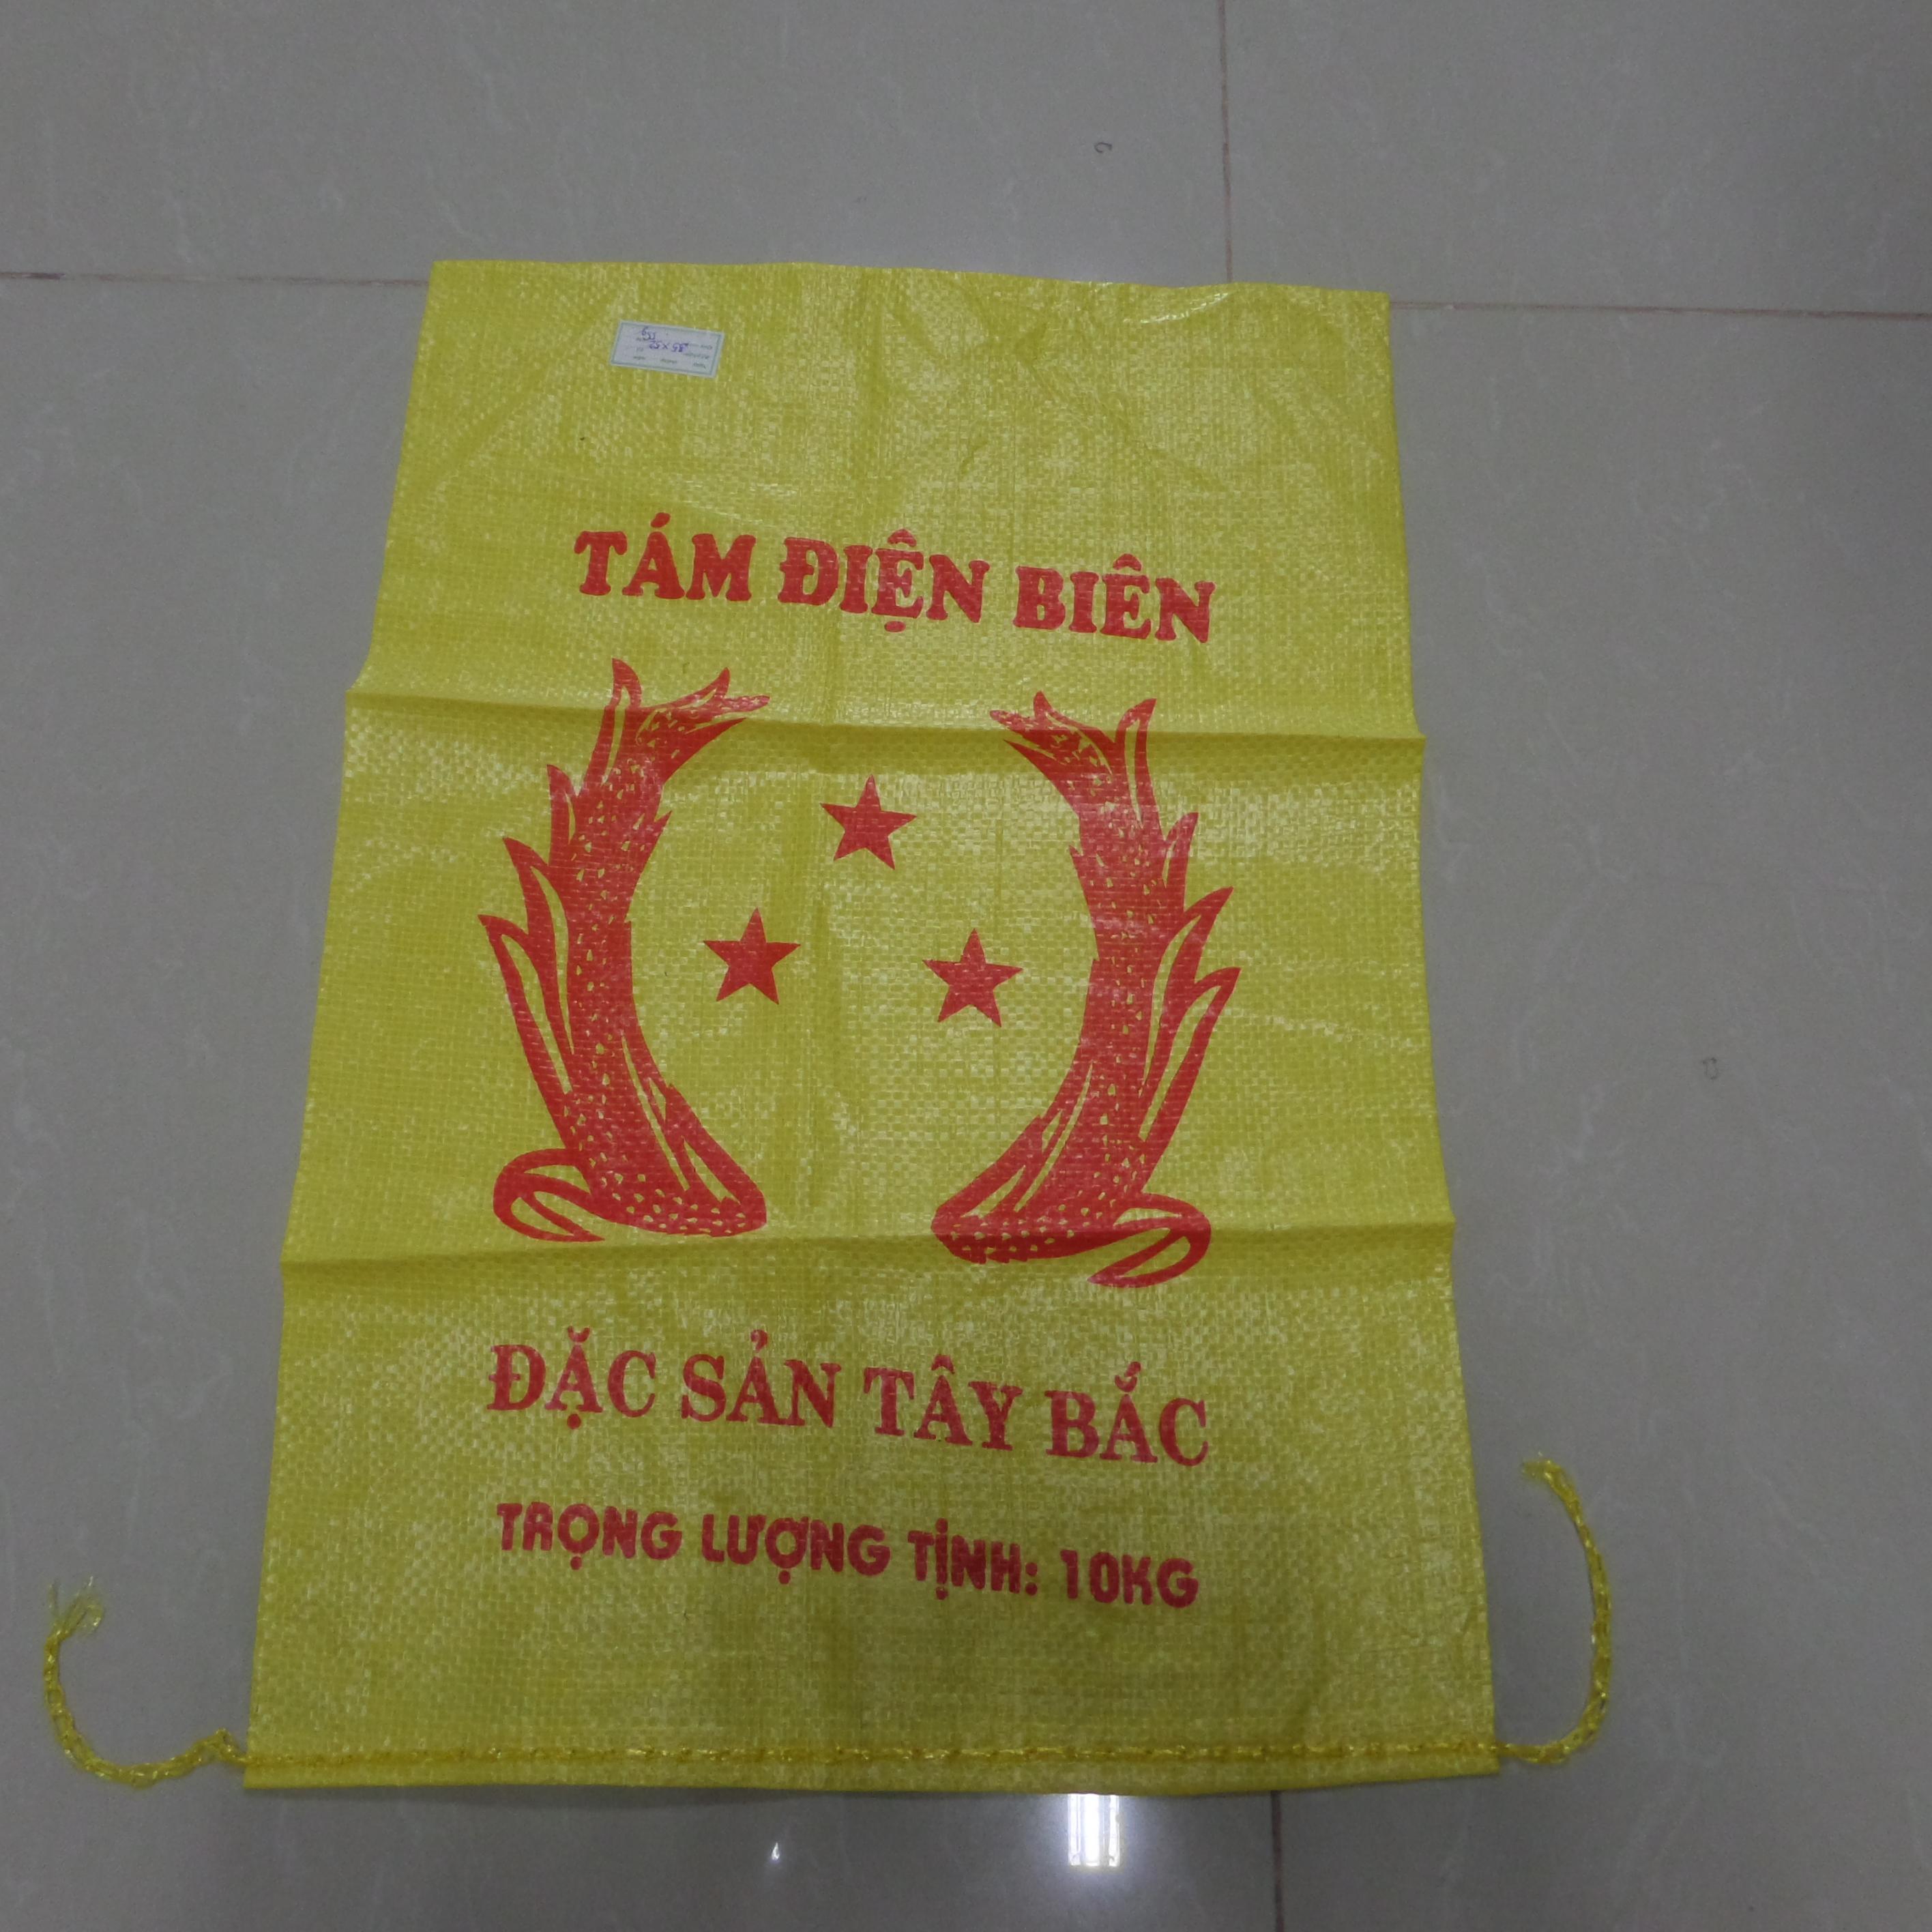 TÁM ĐIỆN BIÊN
ĐẶC SẢN TÂY BẮC
TRỌNG LƯỢNG TỊNH: 10KG